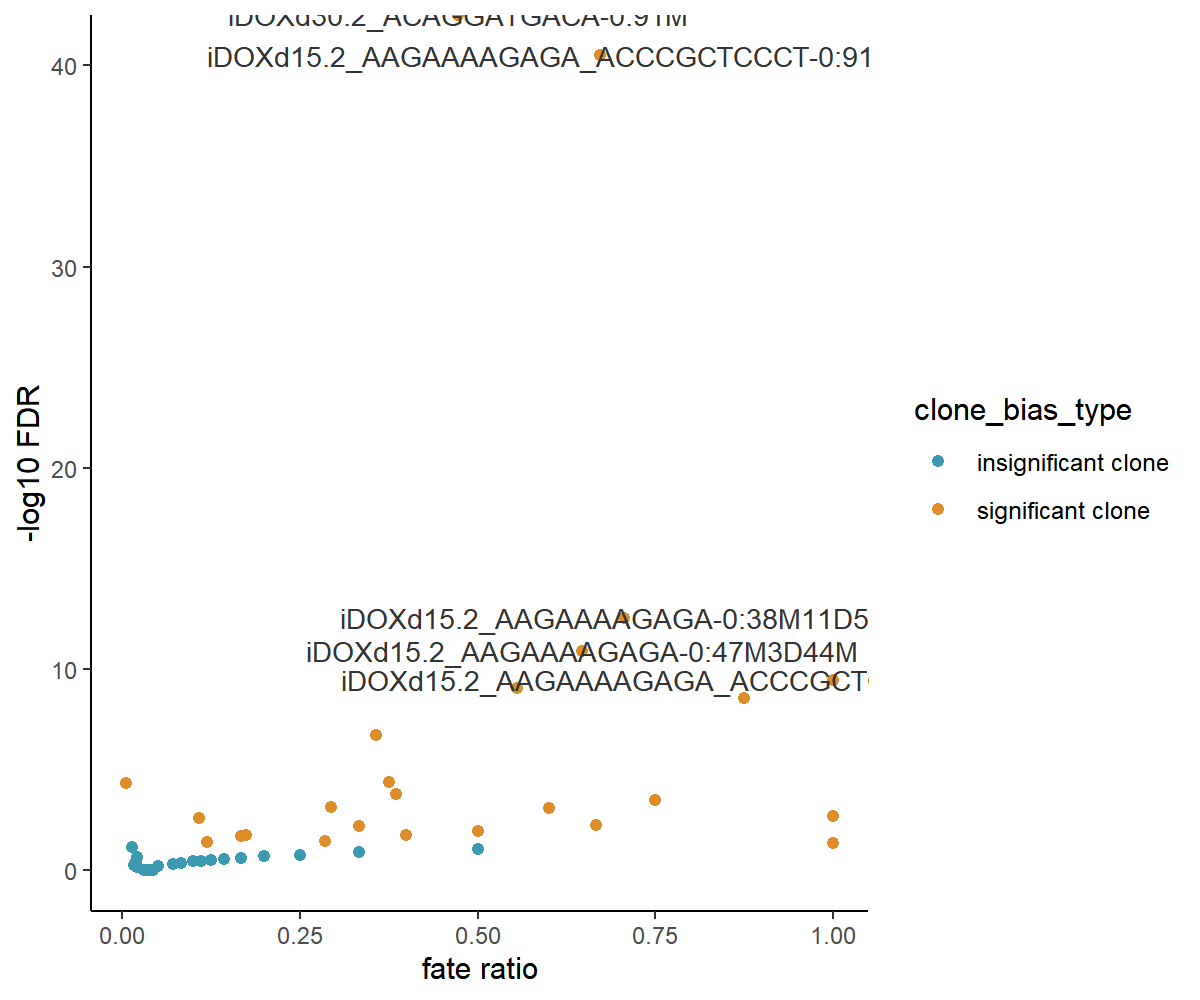 iDOXd30.2_ACAGGATGACA-0:91M
iDOXd15.2_AAGAAAAGAGA_ACCCGCTCCCT-0:91
40
30
20
10
0
-log10 FDR
iDOXd15.2_AAGAAAAGAGA-0:38M11D5
iDOXd15.2_AAGAAAAGAGA-0:47M3D44M
iDOXd15.2_AAGAAAAGAGA_ACCCGCT
0.00 0.25 0.50 0.75 1.00
fate ratio
clone_bias_type
insignificant clone
significant clone